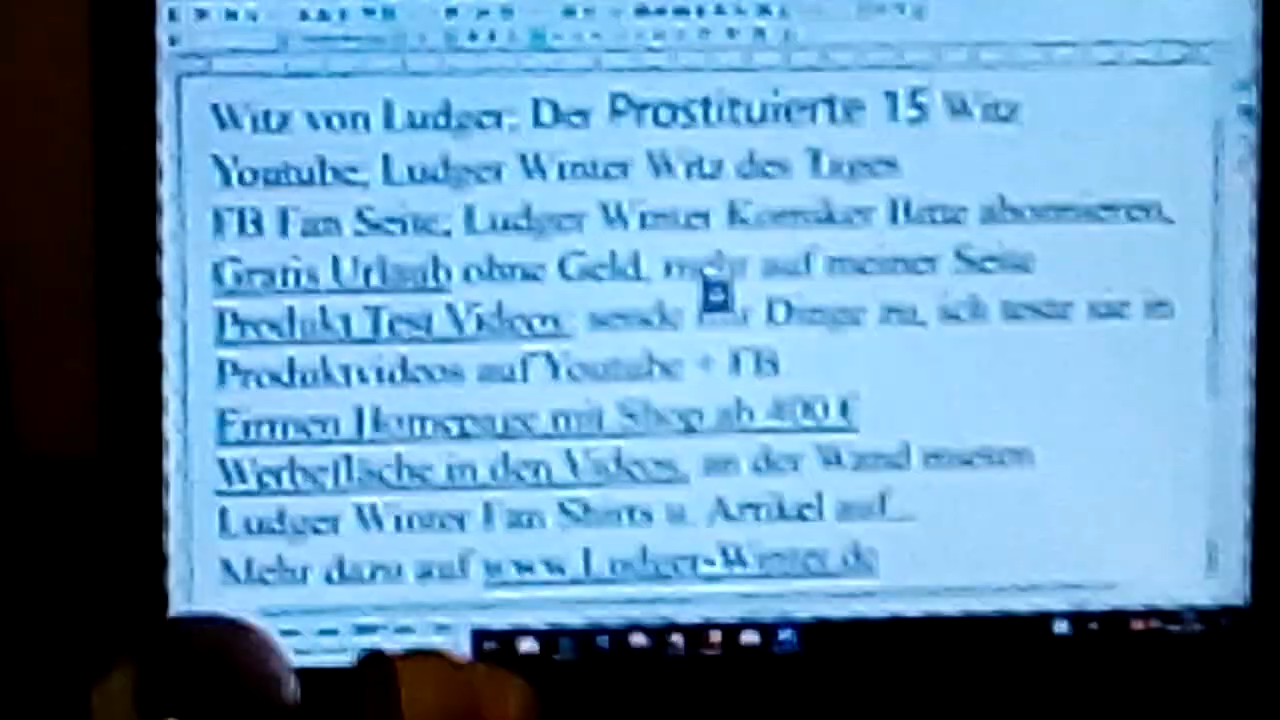 Witz von Ludger, Der Prostituierte 15 Witz
Youtube, Ludger Winter Witz des Tages
FB Fan Seite, Ludger Winter Komiker Bitte abonnieren,
Gratis Urlaub ohne Geld, mehr auf meiner Seite
Produkt Test Videos, sende mir Dinge zu, ich teste sie in
Produktvideos auf Youtube + FB
Firmen Homepage mit Shop ab 400 €
Werbefläche in den Videos, an der Wand mieten
Ludger Winter Fan Shirts u. Artikel auf...
Mehr dazu auf www.Ludger-Winter.de